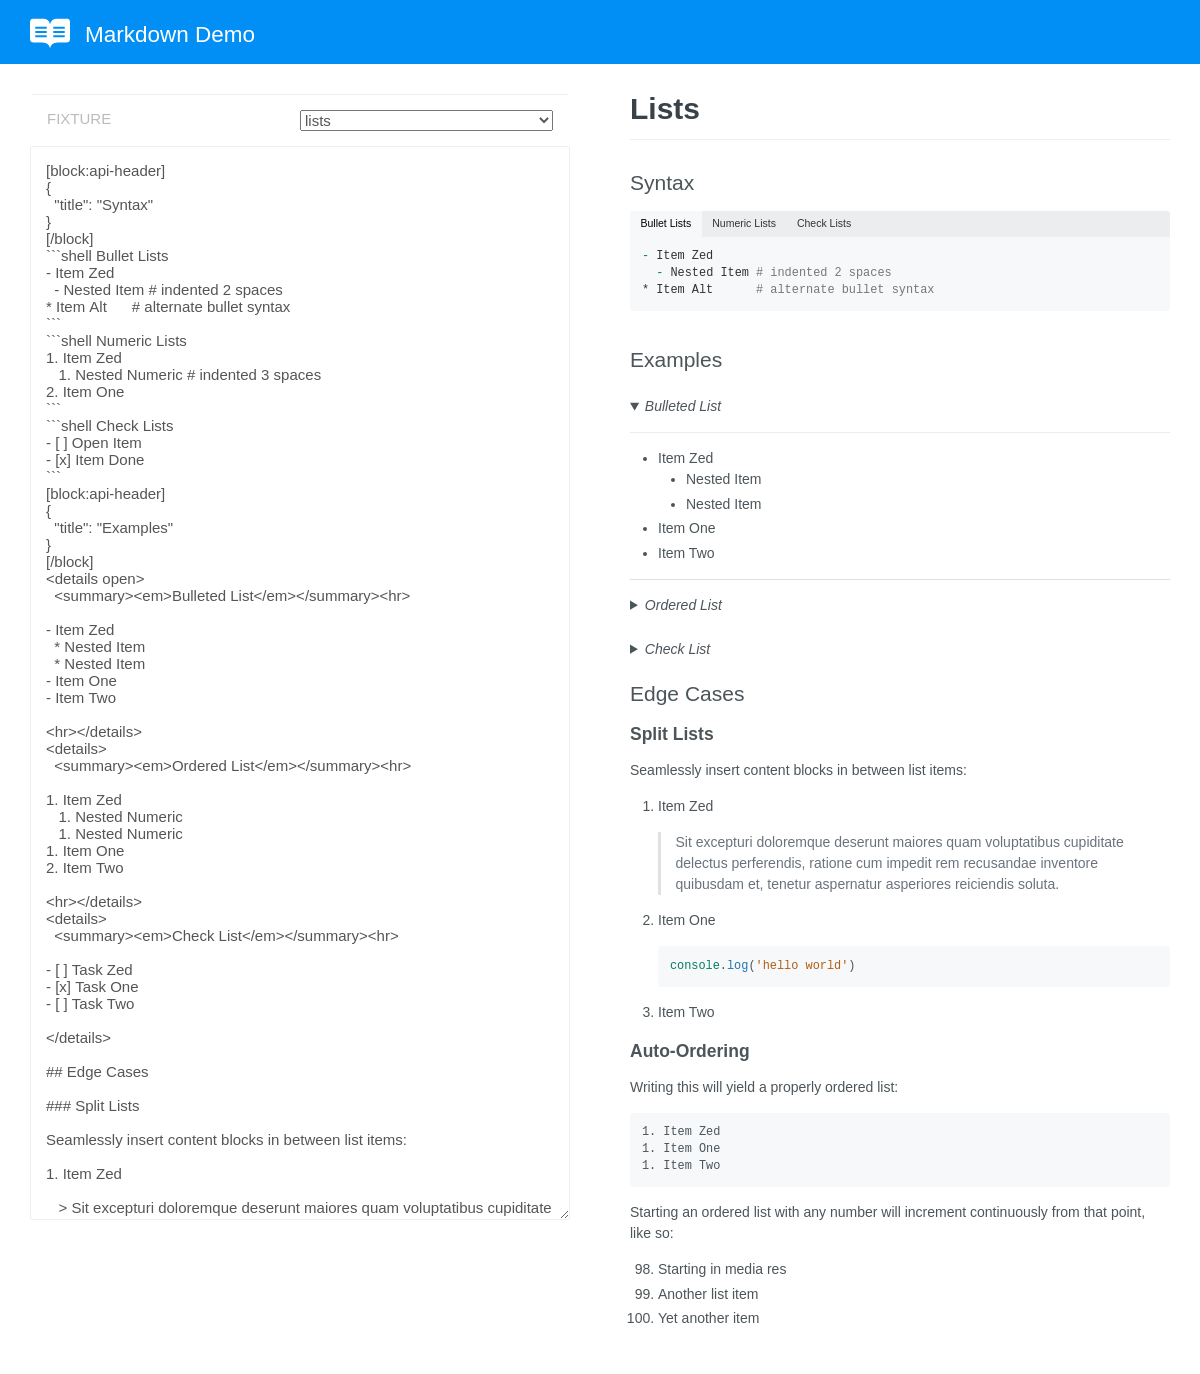 Markdown Demo
FIXTURE
lists
[block:api-header]
{
  "title": "Syntax"
}
[/block]
```shell Bullet Lists
- Item Zed
  - Nested Item # indented 2 spaces
* Item Alt      # alternate bullet syntax
```
```shell Numeric Lists
1. Item Zed
   1. Nested Numeric # indented 3 spaces
2. Item One
```
```shell Check Lists
- [ ] Open Item
- [x] Item Done
```
[block:api-header]
{
  "title": "Examples"
}
[/block]
<details open>
  <summary><em>Bulleted List</em></summary><hr>

- Item Zed
  * Nested Item
  * Nested Item
- Item One
- Item Two

<hr></details>
<details>
  <summary><em>Ordered List</em></summary><hr>

1. Item Zed
   1. Nested Numeric
   1. Nested Numeric
1. Item One
2. Item Two

<hr></details>
<details>
  <summary><em>Check List</em></summary><hr>

- [ ] Task Zed
- [x] Task One
- [ ] Task Two

</details>

## Edge Cases

### Split Lists

Seamlessly insert content blocks in between list items:

1. Item Zed

   > Sit excepturi doloremque deserunt maiores quam voluptatibus cupiditate
Lists
Syntax
Bullet Lists Numeric Lists Check Lists
- Item Zed
  - Nested Item # indented 2 spaces
* Item Alt      # alternate bullet syntax
Examples
▼ Bulleted List
• Item Zed
• Nested Item
• Nested Item
• Item One
• Item Two
▶ Ordered List
▶ Check List
Edge Cases
Split Lists
Seamlessly insert content blocks in between list items:
1. Item Zed
Sit excepturi doloremque deserunt maiores quam voluptatibus cupiditate
delectus perferendis, ratione cum impedit rem recusandae inventore
quibusdam et, tenetur aspernatur asperiores reiciendis soluta.
2. Item One
console.log('hello world')
3. Item Two
Auto-Ordering
Writing this will yield a properly ordered list:
1. Item Zed
1. Item One
1. Item Two
Starting an ordered list with any number will increment continuously from that point,
like so:
98. Starting in media res
99. Another list item
100. Yet another item